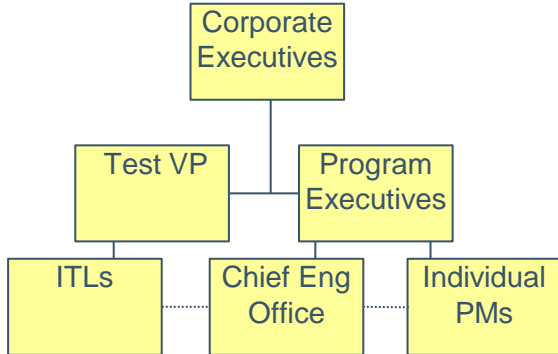 Corporate
Executives
Test VP
Program
Executives
ITLs
Chief Eng
Office
Individual
PMs